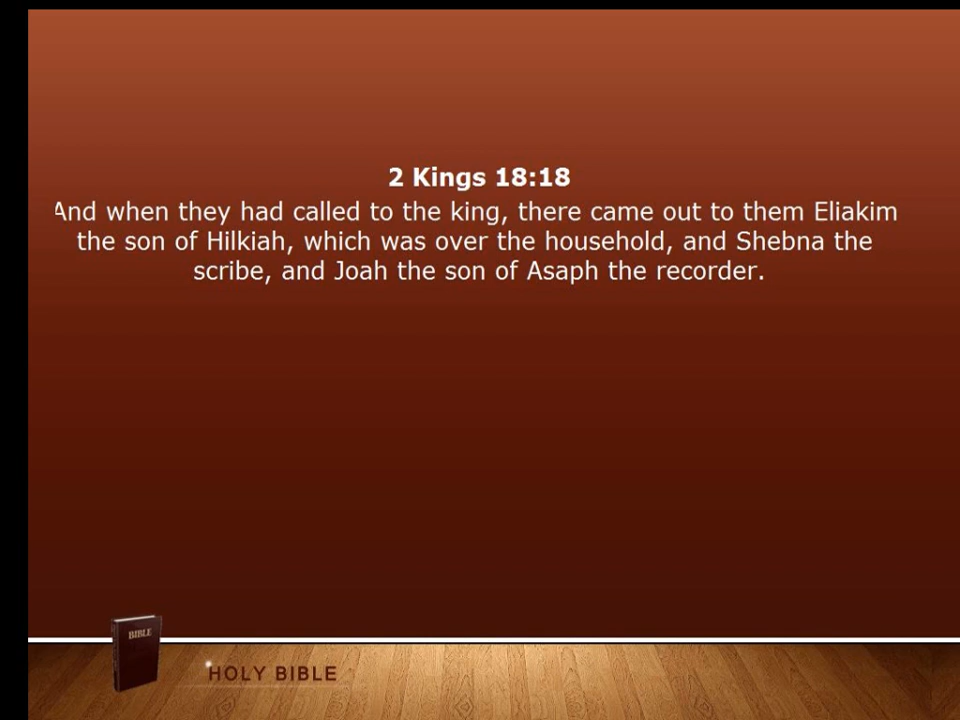 2 Kings 18:18
And when they had called to the king, there came out to them Eliakim
the son of Hilkiah, which was over the household, and Shebna the
scribe, and Joah the son of Asaph the recorder.
BIBLE
HOLY BIBLE